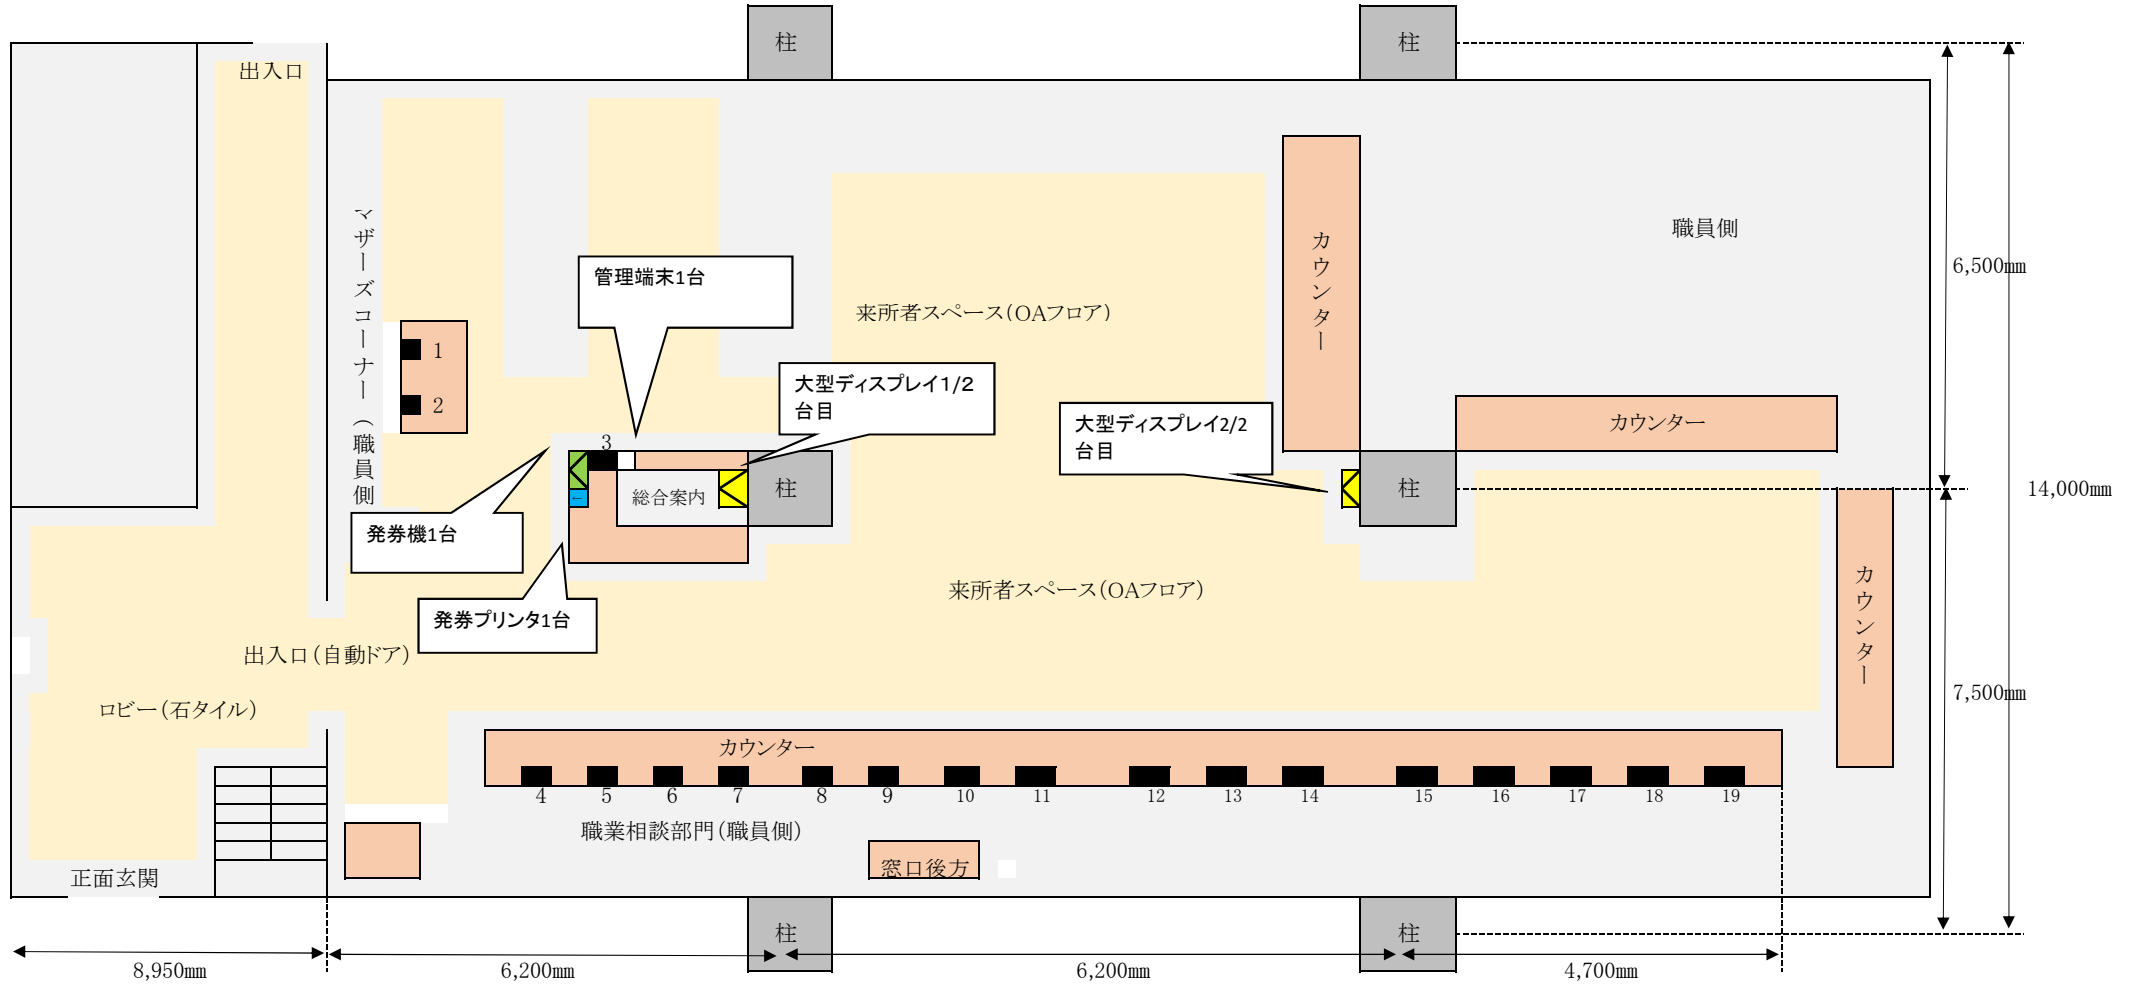 柱
柱
出入口
マザーズコーナー（職員側
職員側
カウンター
6,500mm
管理端末1台
来所者スペース（OAフロア）
1
2
大型ディスプレイ１/２
台目
大型ディスプレイ2/2
台目
カウンター
3
←
総合案内
柱
柱
14,000mm
発券機1台
発券プリンタ1台
来所者スペース（OAフロア）
カウンター
出入口（自動ドア）
7,500mm
ロビー（石タイル）
カウンター
4
5
6
7
8
9
10
11
12
13
14
15
16
17
18
19
職業相談部門（職員側）
窓口後方
正面玄関
柱
柱
8,950mm
6,200mm
6,200mm
4,700mm